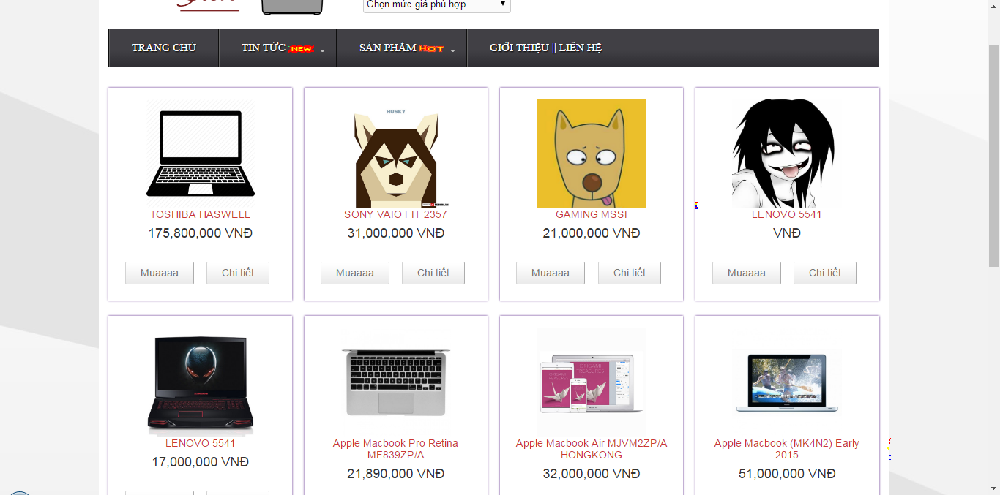 Chọn mức giá phù hợp ...
TRANG CHỦ
TIN TỨC NEW
SẢN PHẨM HOT
GIỚI THIỆU || LIÊN HỆ
HUSKY
TOSHIBA HASWELL
175,800,000 VNĐ
Muaaaa
Chi tiết
SONY VAIO FIT 2357
31,000,000 VNĐ
Muaaaa
Chi tiết
GAMING MSSI
21,000,000 VNĐ
Muaaaa
Chi tiết
LENOVO 5541
VNĐ
Muaaaa
Chi tiết
LENOVO 5541
17,000,000 VNĐ
Apple Macbook Pro Retina
MF839ZP/A
21,890,000 VNĐ
ORIGAMI
TREASURES
Apple Macbook Air MJVM2ZP/A
HONGKONG
32,000,000 VNĐ
Apple Macbook (MK4N2) Early
2015
51,000,000 VNĐ